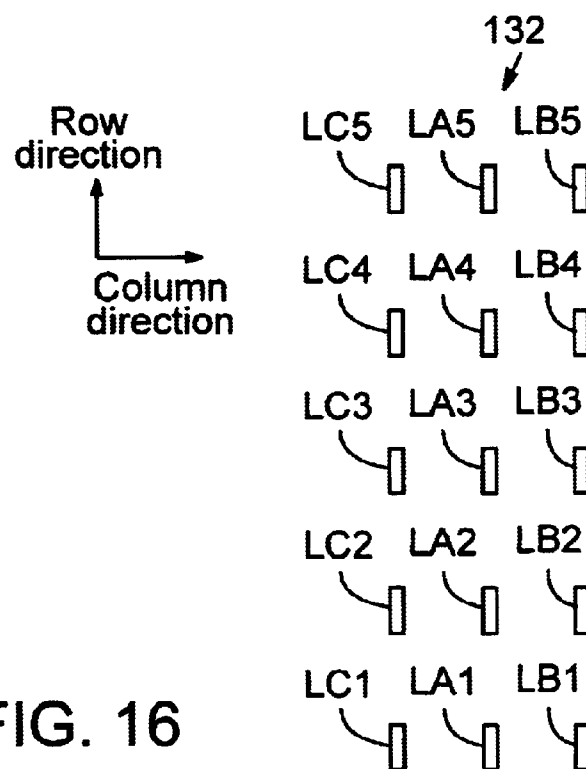 132
Row
direction
LC5 LA5 LB5
LC4 LA4 LB4
Column
direction
LC3 LA3 LB3
LC2 LA2 LB2
LC1 LA1 LB1
FIG. 16